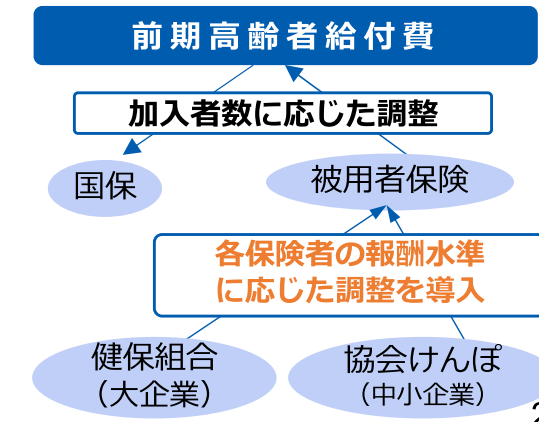 前期高齢者給付費
加入者数に応じた調整
国保
被用者保険
各保険者の報酬水準
に応じた調整を導入
健保組合
（大企業）
協会けんぽ
（中小企業）